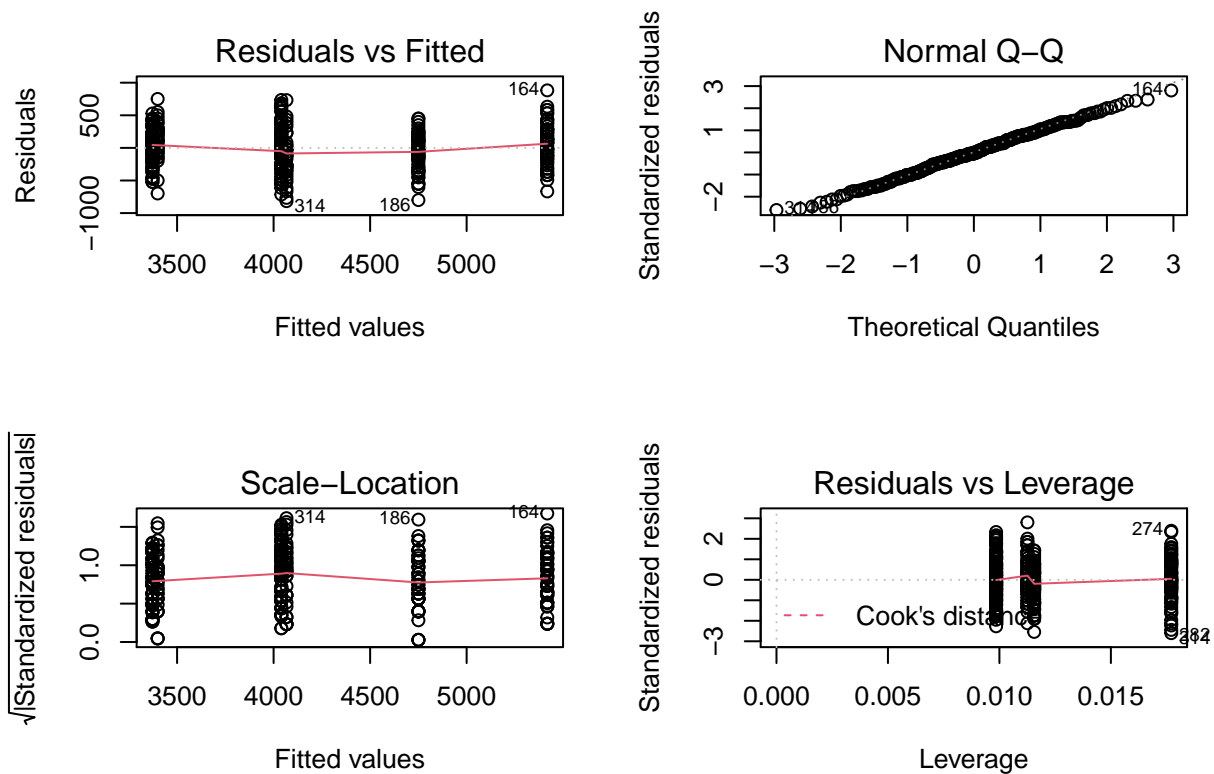 Residuals vs Fitted
Residuals
500
−1000
164
314
186
3500 4000 4500 5000
Fitted values
Normal Q−Q
Standardized residuals
3
1
−2
164
−3 −2 −1 0 1 2 3
Theoretical Quantiles
Scale−Location
√|Standardized residuals|
1.0
0.0
314
186
164
3500 4000 4500 5000
Fitted values
Residuals vs Leverage
Standardized residuals
2
0
−3
274
Cook's distance
0.000 0.005 0.010 0.015
Leverage